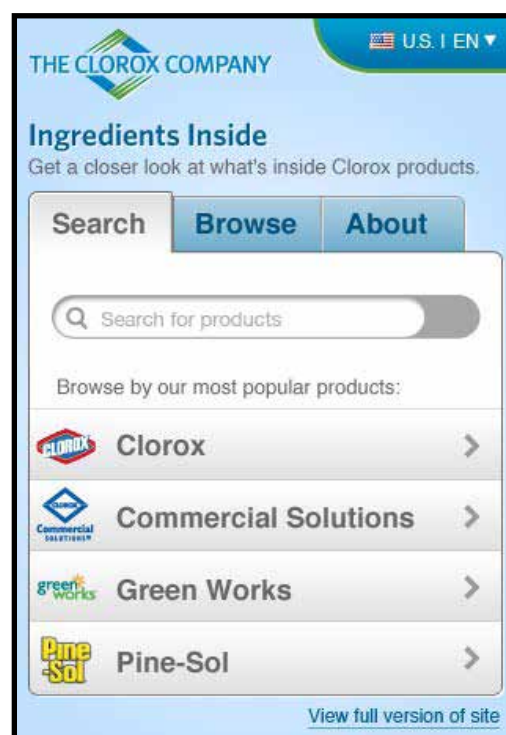 THE CLOROX COMPANY
U.S. | EN ▼
Ingredients Inside
Get a closer look at what's inside Clorox products.
Search
Browse
About
Search for products
Browse by our most popular products:
CLOROX
Clorox
CLOROX
Commercial
SOLUTIONS®
Commercial Solutions
green works
Green Works
Pine
-Sol
Pine-Sol
View full version of site